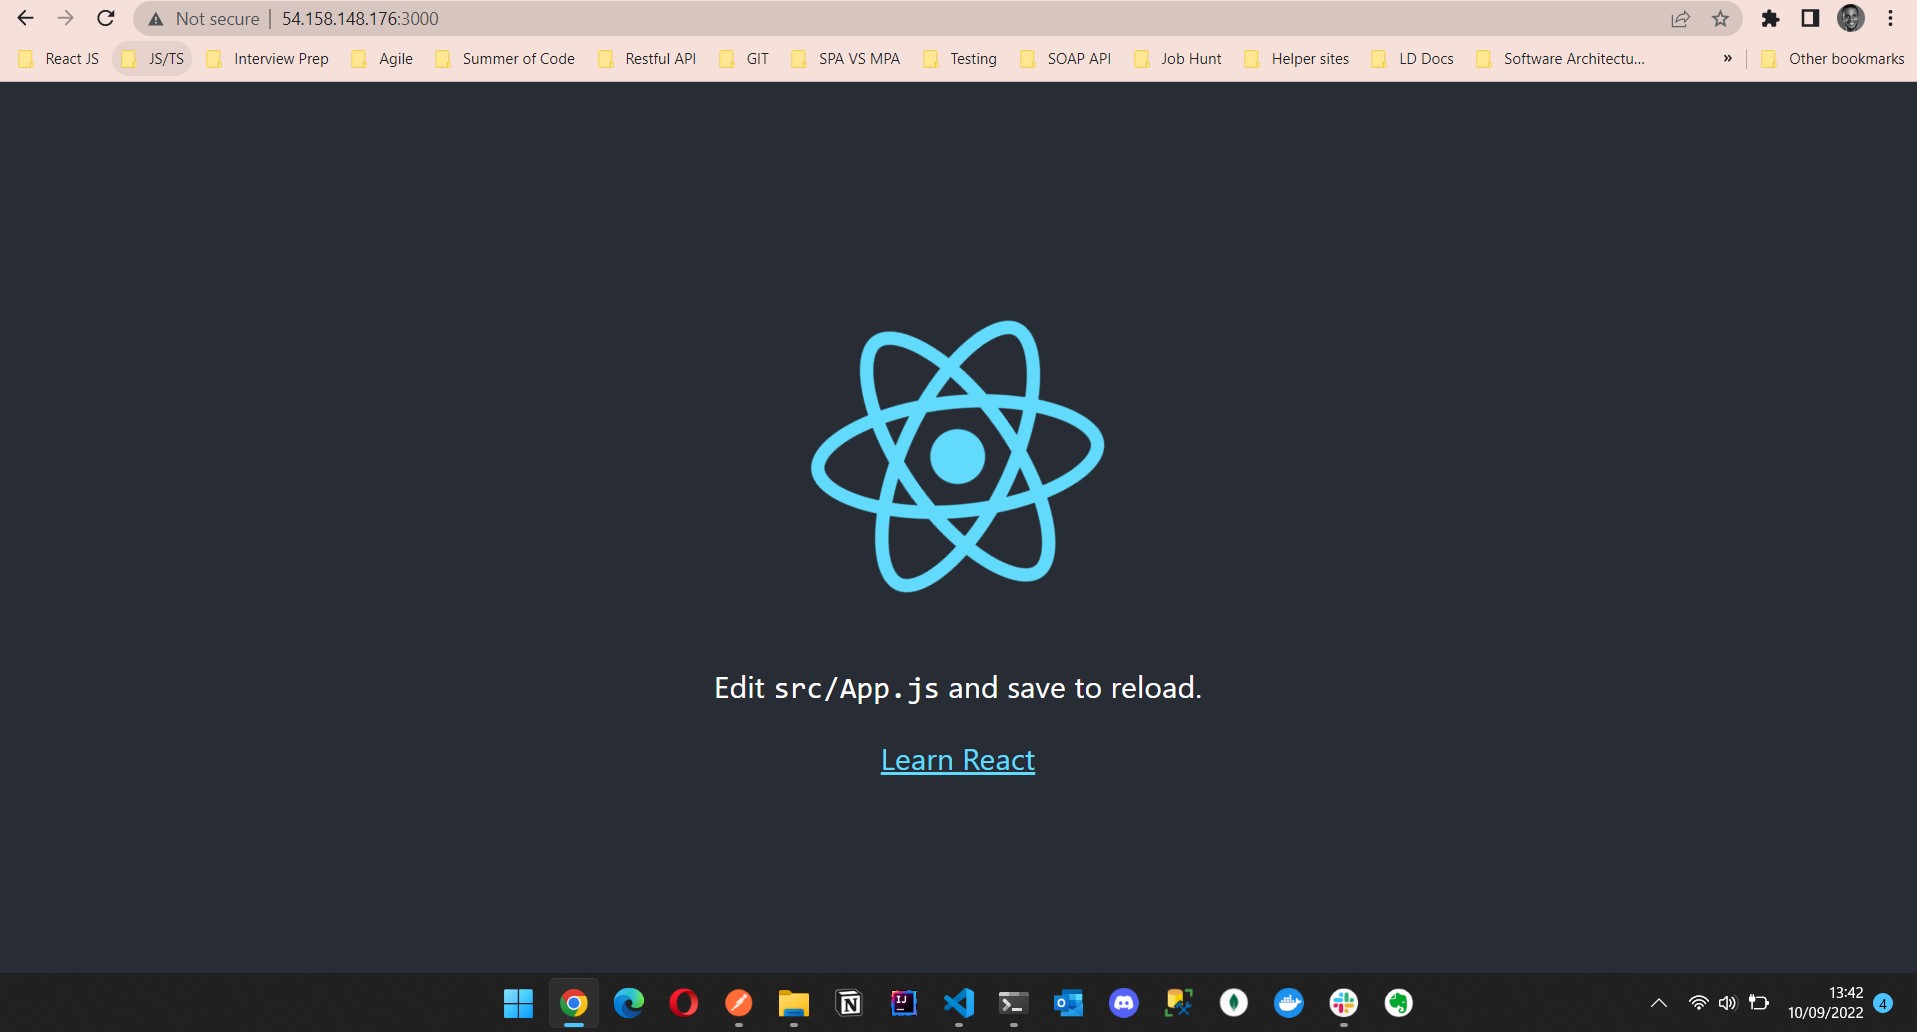 Not secure | 54.158.148.176:3000
React JS JS/TS Interview Prep Agile Summer of Code Restful API GIT SPA VS MPA Testing SOAP API Job Hunt Helper sites LD Docs Software Architectu... » Other bookmarks
Edit src/App.js and save to reload.
Learn React
13:42
10/09/2022
4